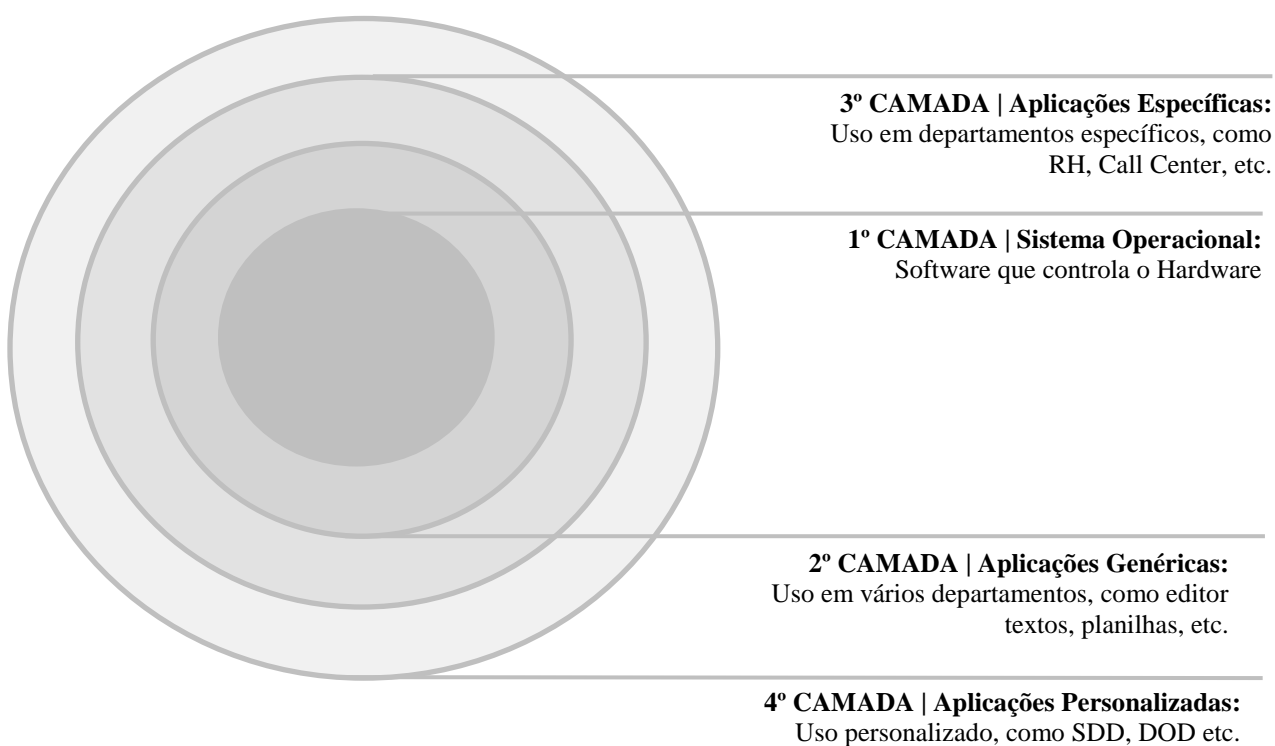 3º CAMADA | Aplicações Específicas:
Uso em departamentos específicos, como
RH, Call Center, etc.
1º CAMADA | Sistema Operacional:
Software que controla o Hardware
2º CAMADA | Aplicações Genéricas:
Uso em vários departamentos, como editor
textos, planilhas, etc.
4º CAMADA | Aplicações Personalizadas:
Uso personalizado, como SDD, DOD etc.